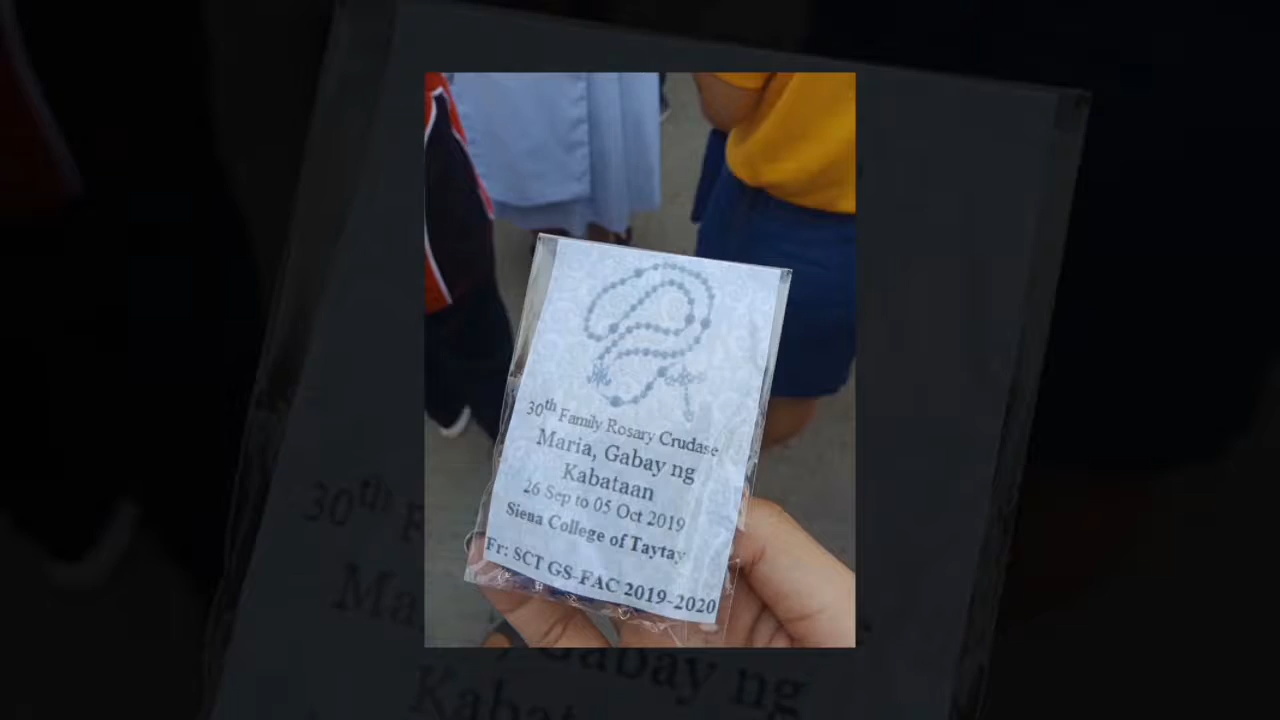 30th Family Rosary Crudase
Maria, Gabay ng
Kabataan
26 Sep to 05 Oct 2019
Siena College of Taytay
Fr: SCT GS-FAC 2019-2020